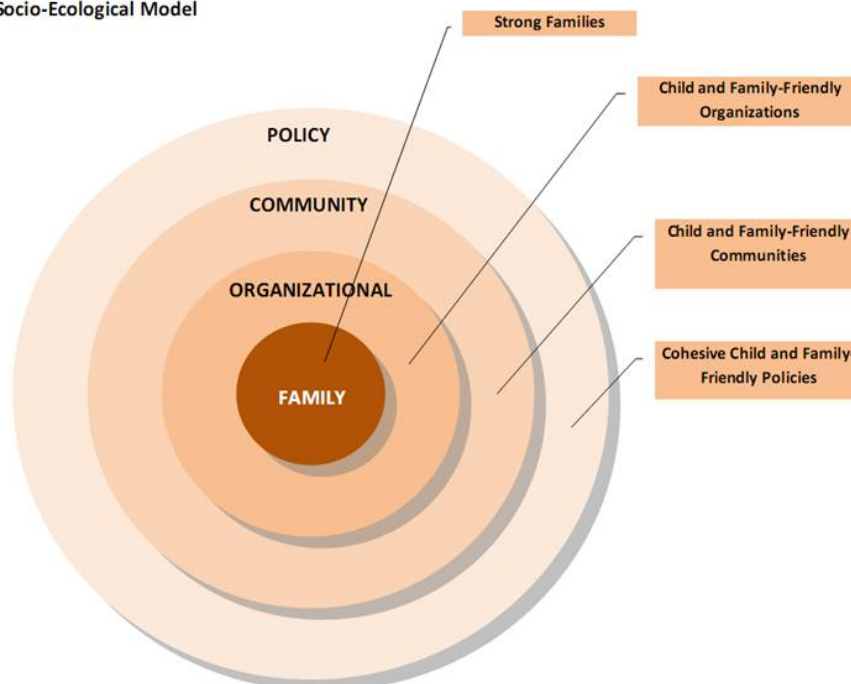 Socio-Ecological Model
Strong Families
Child and Family-Friendly
Organizations
POLICY
COMMUNITY
Child and Family-Friendly
Communities
ORGANIZATIONAL
Cohesive Child and Family-
Friendly Policies
FAMILY